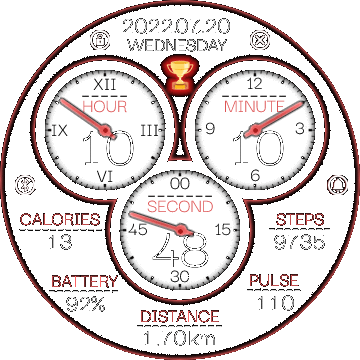 2022.07.20
WEDNESDAY
XII
HOUR
IX
III
10
VI
12
MINUTE
9
3
10
6
00
SECOND
45
15
48
30
CALORIES
13
STEPS
9735
BATTERY
92%
PULSE
110
DISTANCE
1.70km